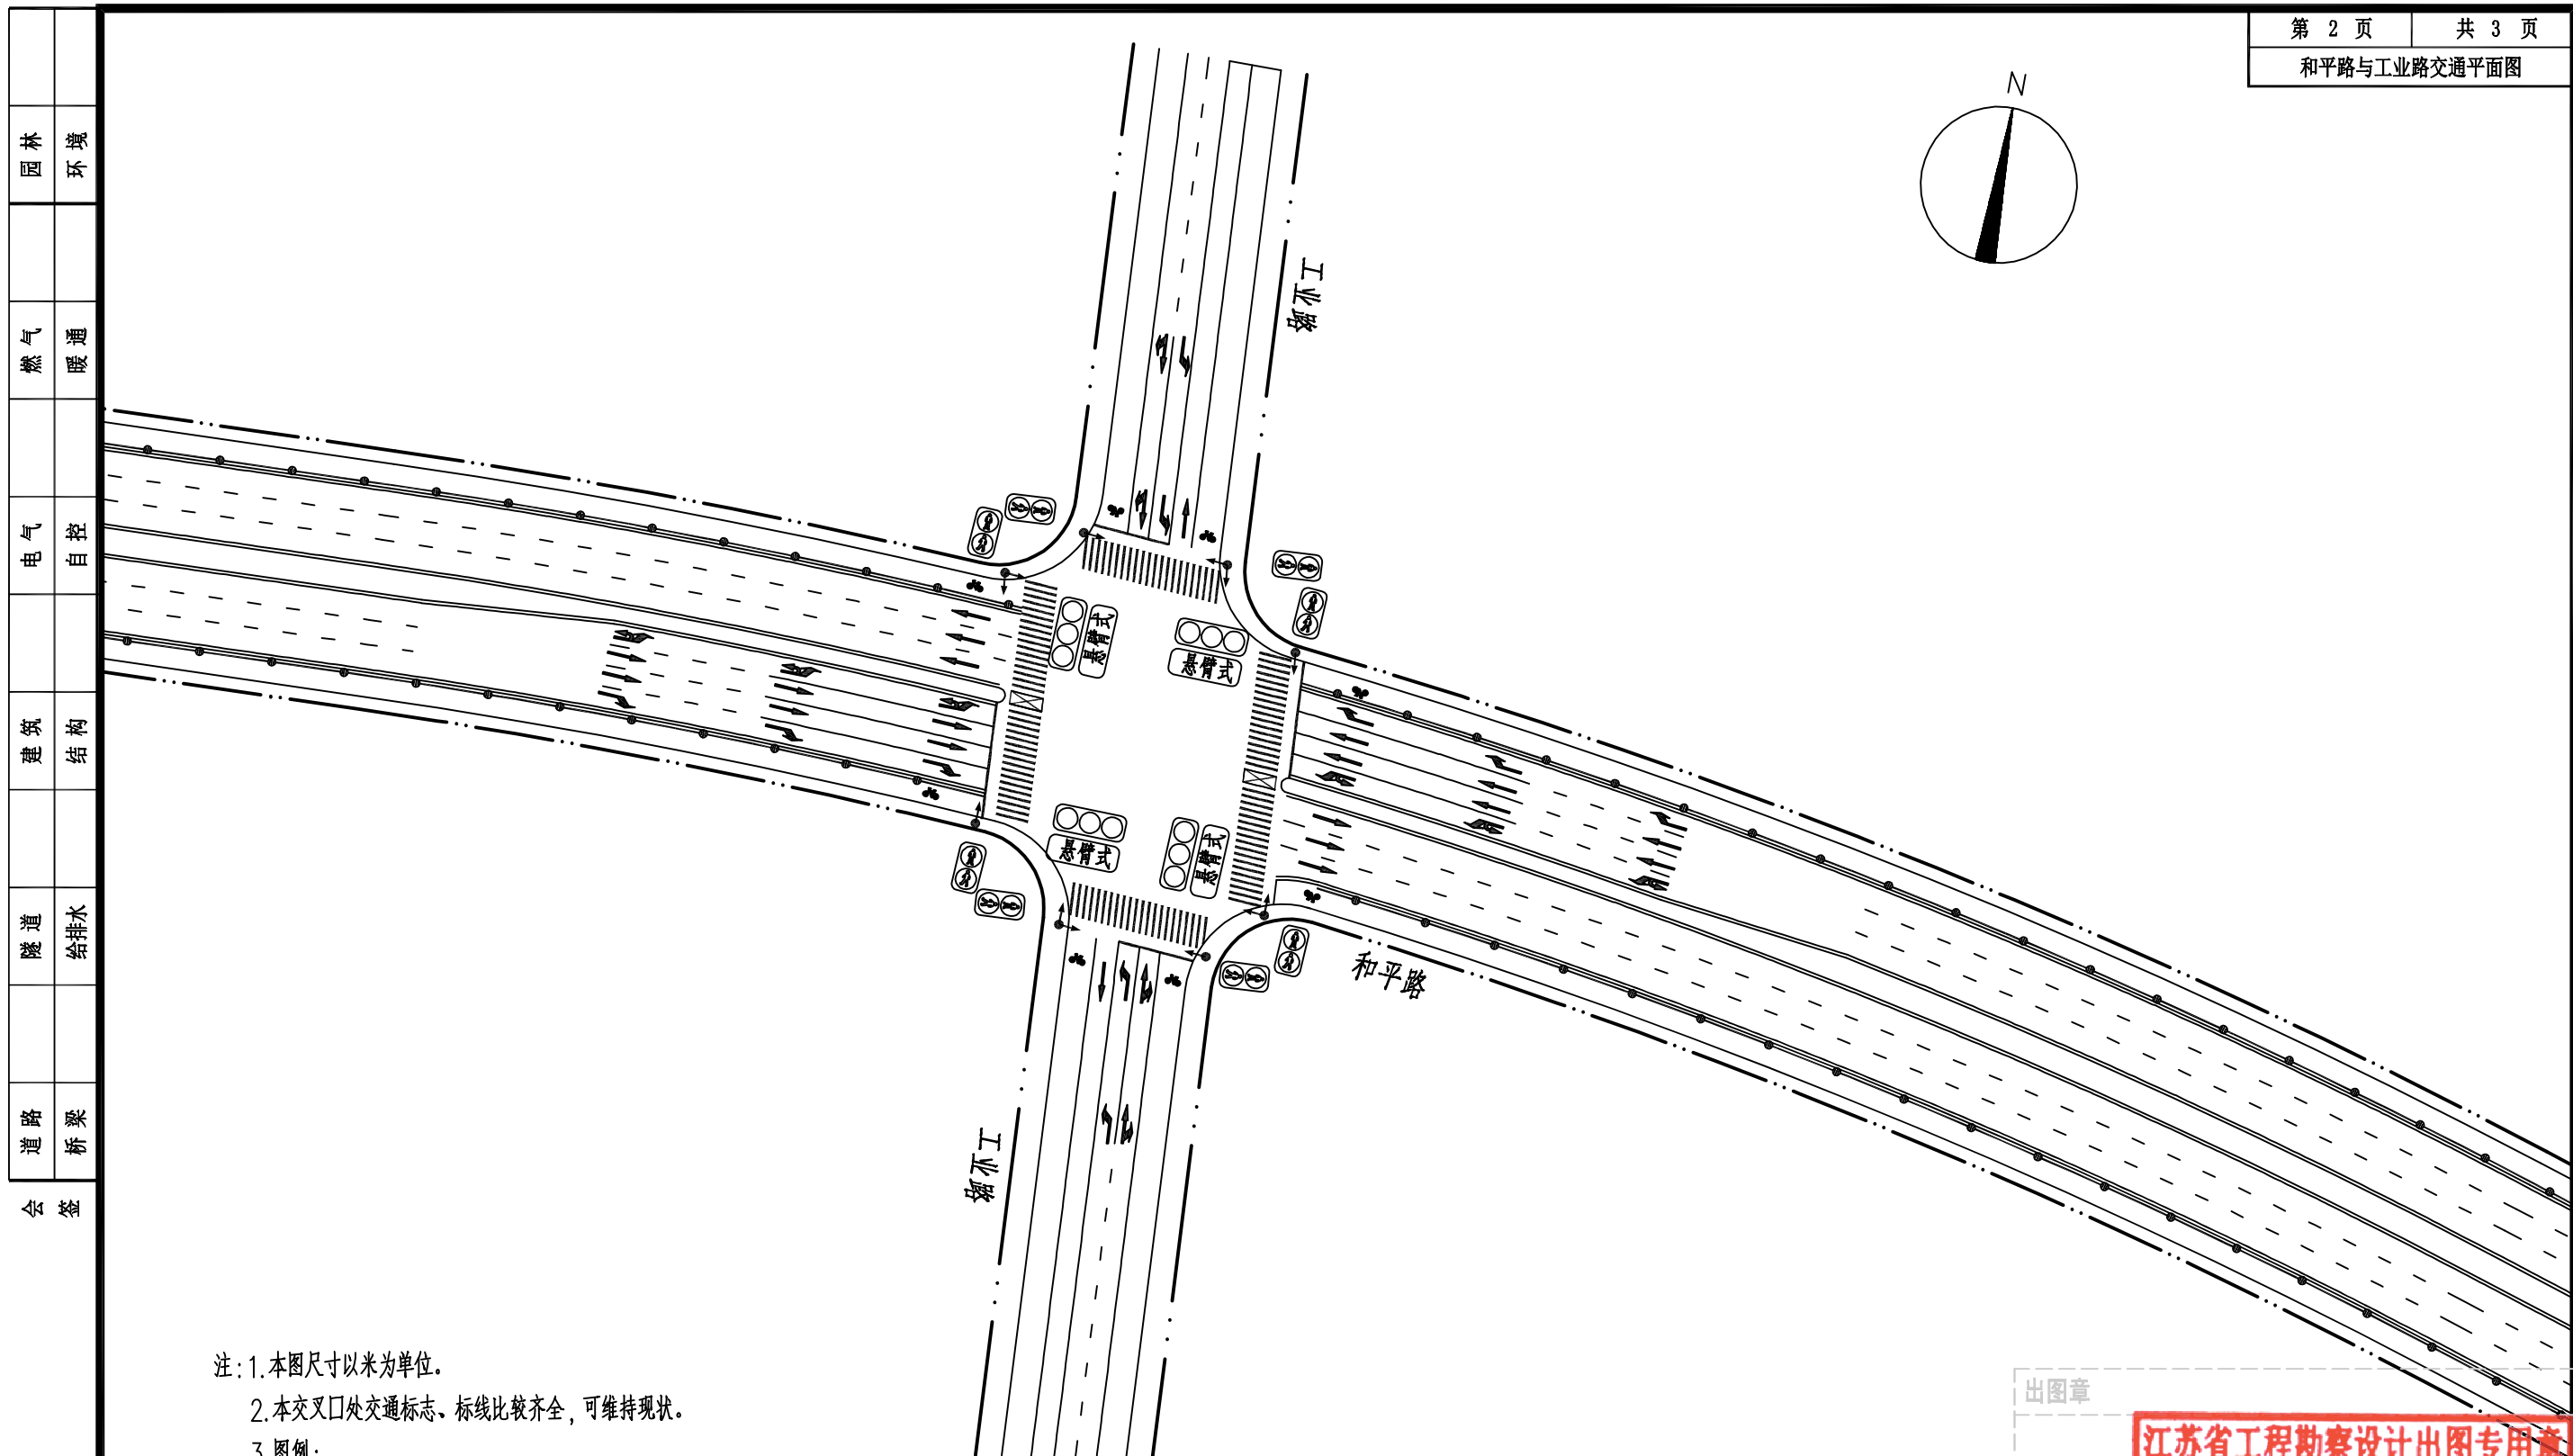 第 2 页 共 3 页
和平路与工业路交通平面图
N
园林 环境
燃气 暖通
电气 自控
建筑 结构
隧道 给排水
道路 桥梁
会签
工业路
悬臂式
悬臂式
悬臂式
悬臂式
和平路
工业路
注:1.本图尺寸以米为单位。
2.本交叉口处交通标志、标线比较齐全,可维持现状。
3.图例:
出图章
江苏省工程勘察设计出图专用章